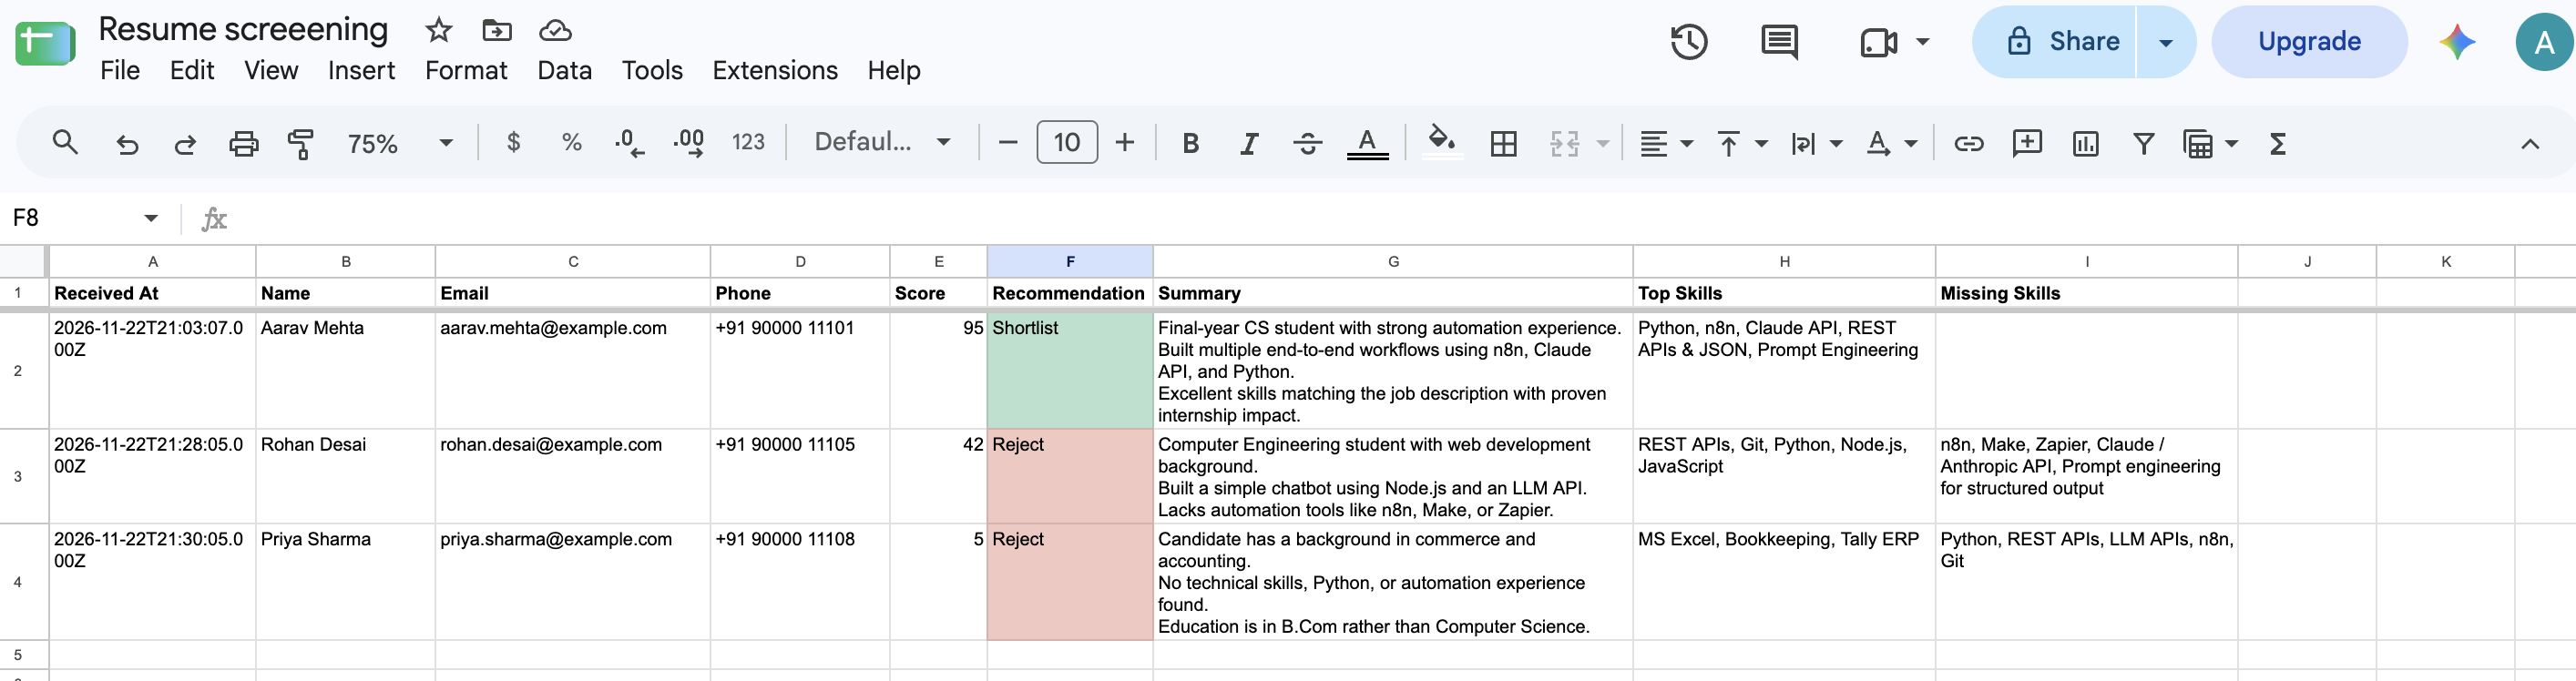 Resume screeening
File Edit View Insert Format Data Tools Extensions Help
Share
Upgrade
A
75%
$ % .0 .00 123
Defaul...
10
B I A
F8
fx
A B C D E F G H I J K
1 Received At Name Email Phone Score Recommendation Summary Top Skills Missing Skills
2
2026-11-22T21:03:07.0
00Z
Aarav Mehta
aarav.mehta@example.com
+91 90000 11101
95
Shortlist
Final-year CS student with strong automation experience.
Built multiple end-to-end workflows using n8n, Claude
API, and Python.
Excellent skills matching the job description with proven
internship impact.
Python, n8n, Claude API, REST
APIs & JSON, Prompt Engineering
3
2026-11-22T21:28:05.0
00Z
Rohan Desai
rohan.desai@example.com
+91 90000 11105
42
Reject
Computer Engineering student with web development
background.
Built a simple chatbot using Node.js and an LLM API.
Lacks automation tools like n8n, Make, or Zapier.
REST APIs, Git, Python, Node.js,
JavaScript
n8n, Make, Zapier, Claude /
Anthropic API, Prompt engineering
for structured output
4
2026-11-22T21:30:05.0
00Z
Priya Sharma
priya.sharma@example.com
+91 90000 11108
5
Reject
Candidate has a background in commerce and
accounting.
No technical skills, Python, or automation experience
found.
Education is in B.Com rather than Computer Science.
MS Excel, Bookkeeping, Tally ERP
Python, REST APIs, LLM APIs, n8n,
Git
5